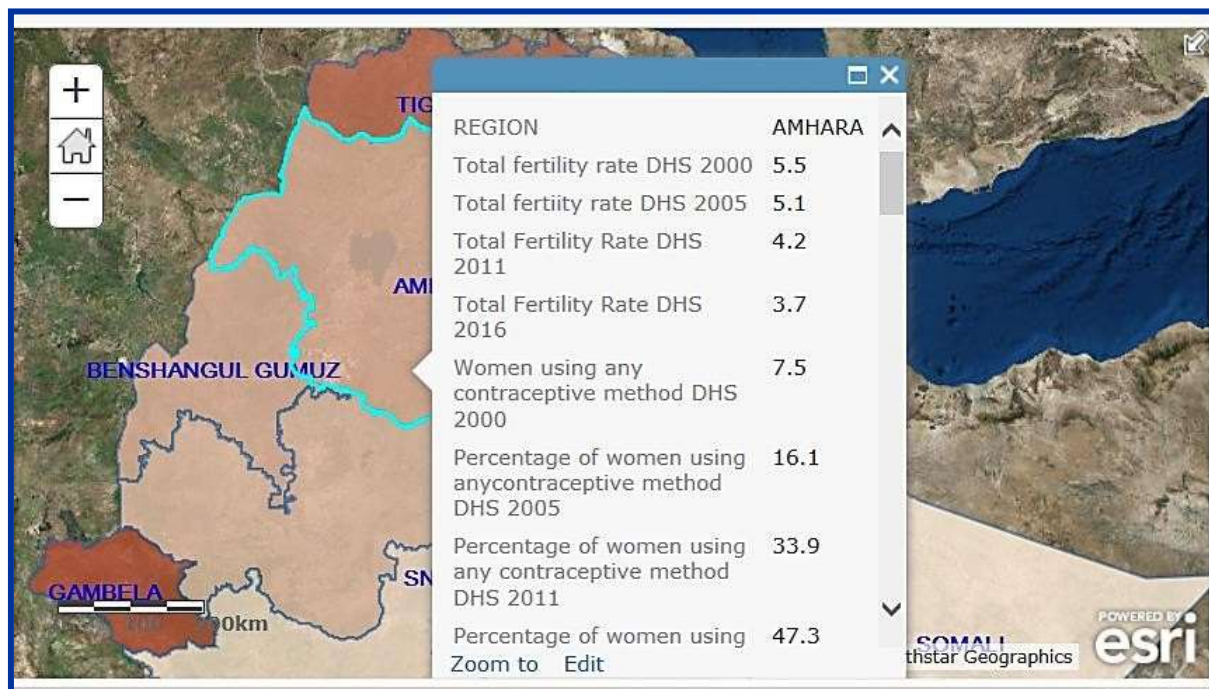 +
−
TIG
AM
BENSHANGUL GUMUZ
GAMBELA
SN
SOMALI
REGION AMHARA
Total fertility rate DHS 2000 5.5
Total fertiity rate DHS 2005 5.1
Total Fertility Rate DHS 4.2
2011
Total Fertility Rate DHS 3.7
2016
Women using any 7.5
contraceptive method DHS
2000
Percentage of women using 16.1
anycontraceptive method
DHS 2005
Percentage of women using 33.9
any contraceptive method
DHS 2011
Percentage of women using 47.3
Zoom to Edit
thstar Geographics
POWERED BY
esri